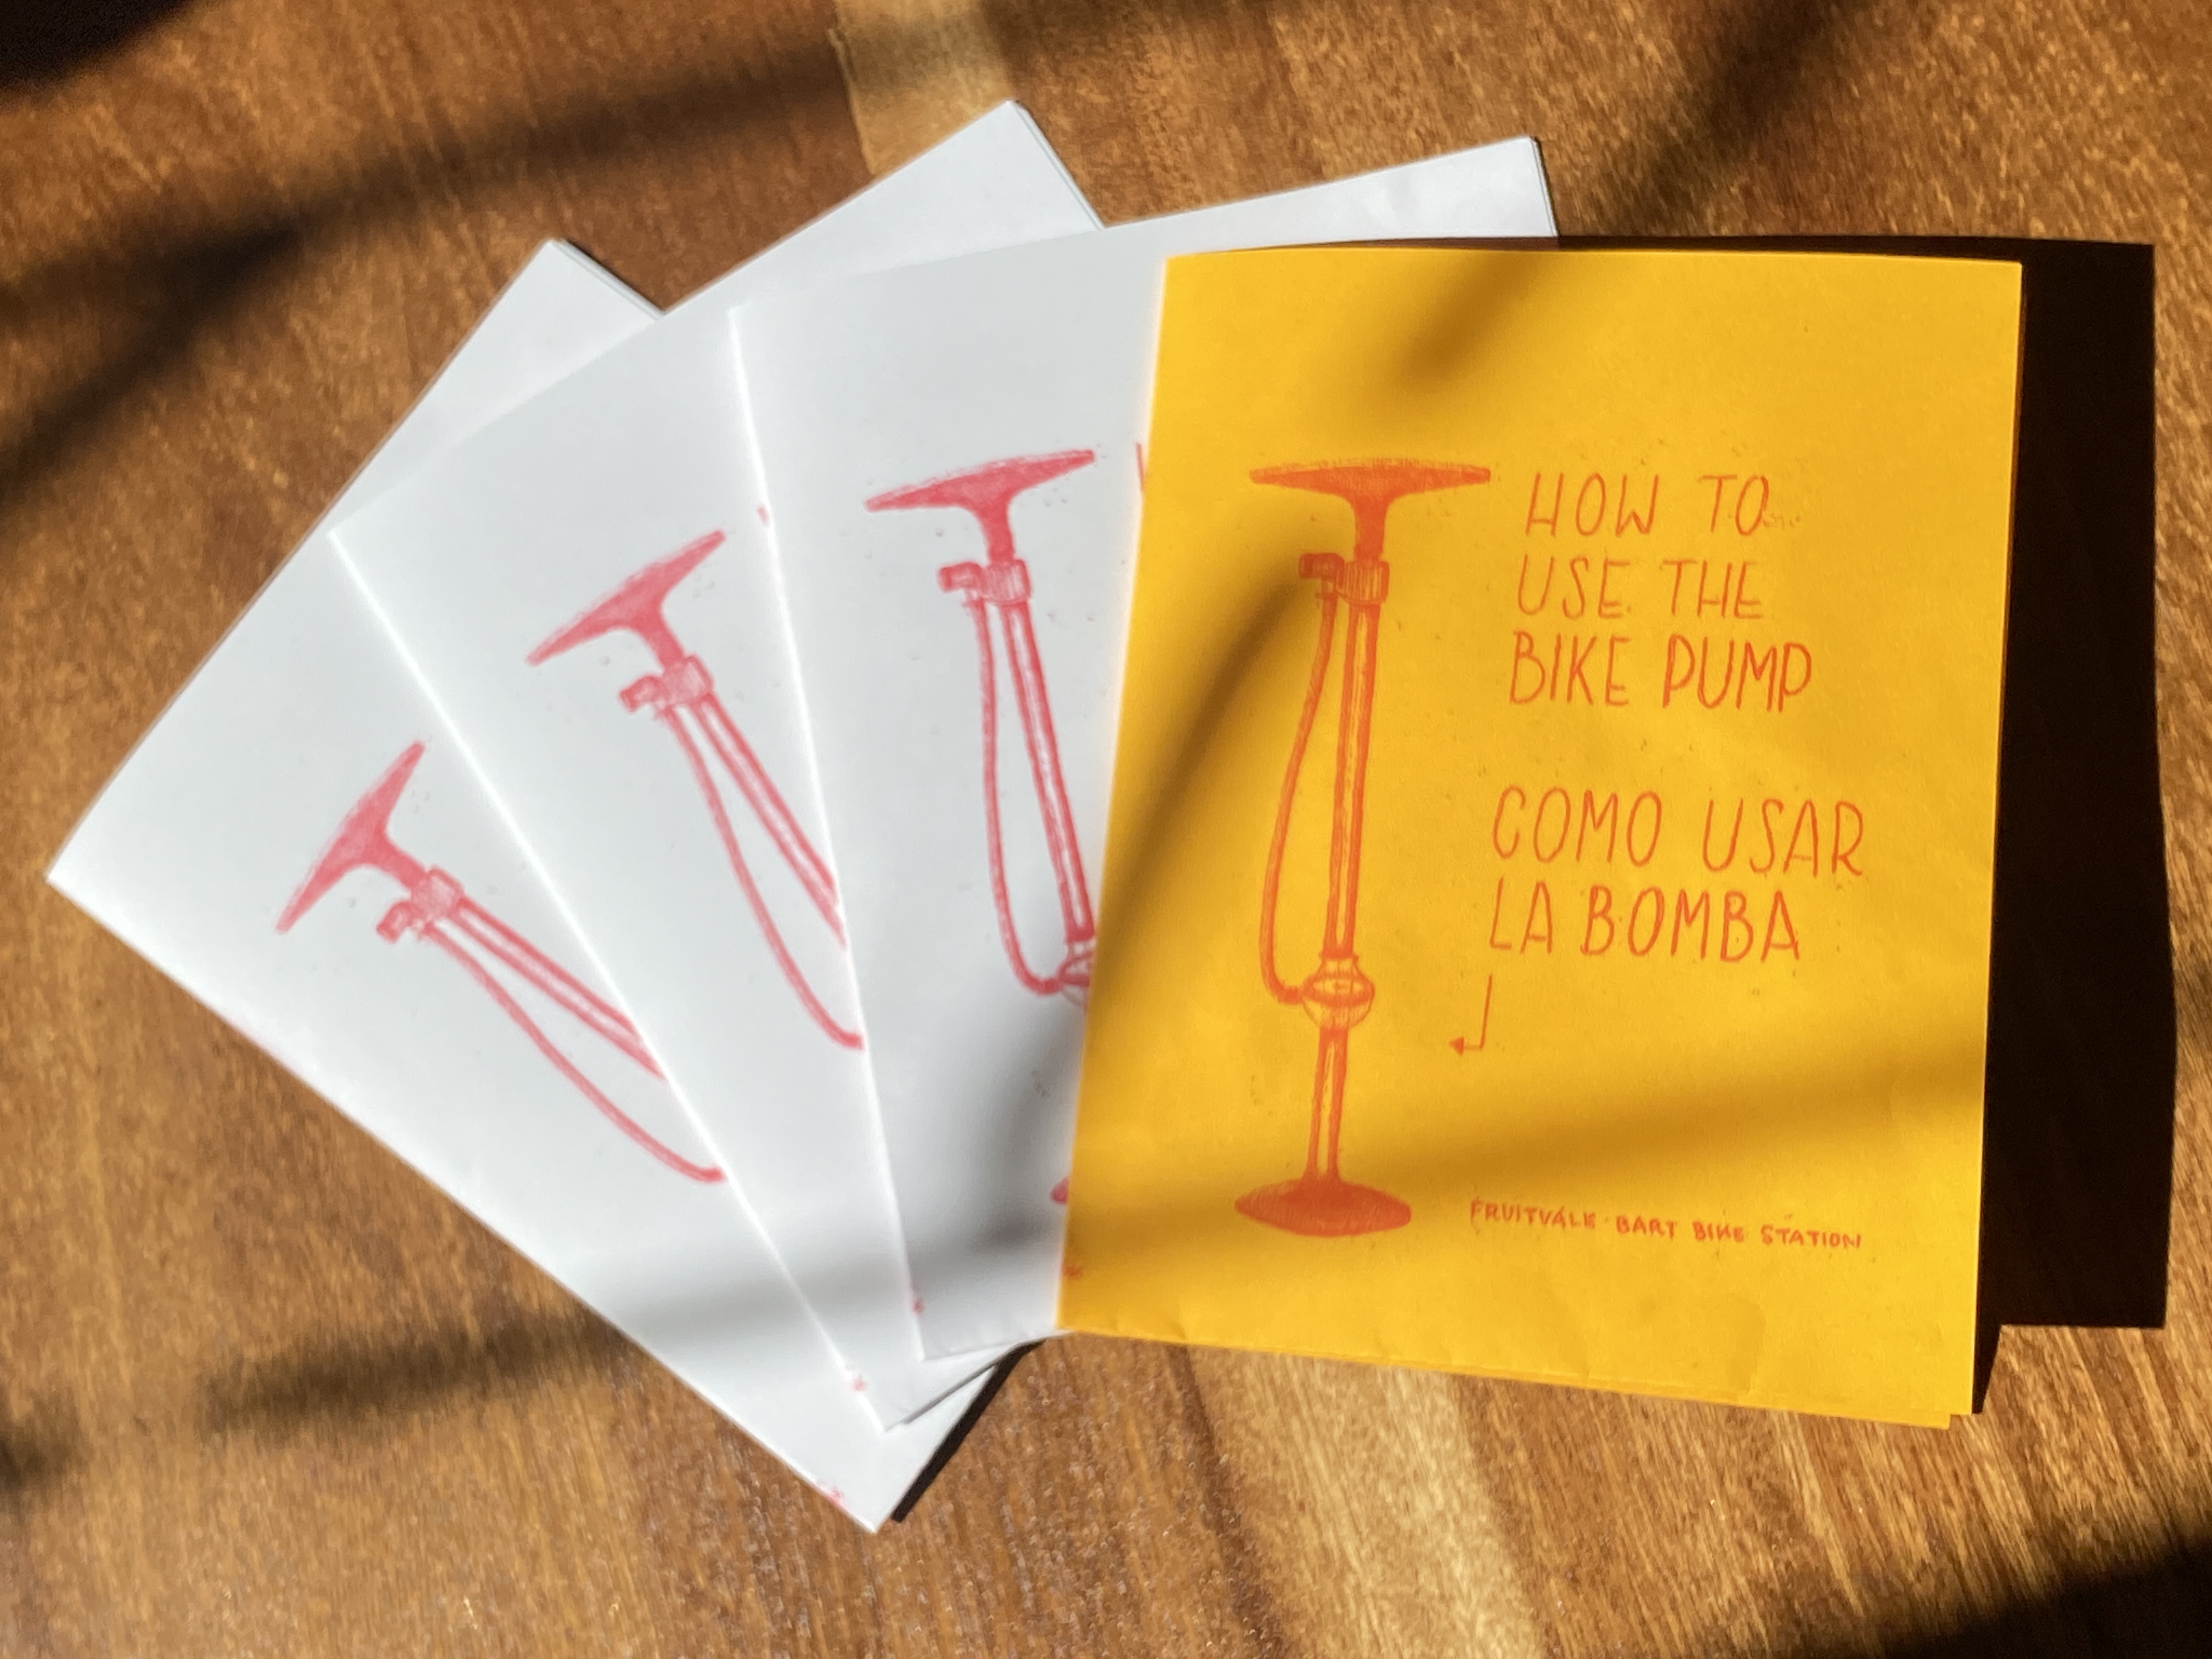 HOW TO
USE THE
BIKE PUMP
COMO USAR
LA BOMBA
FRUITVALE · BART BIKE STATION